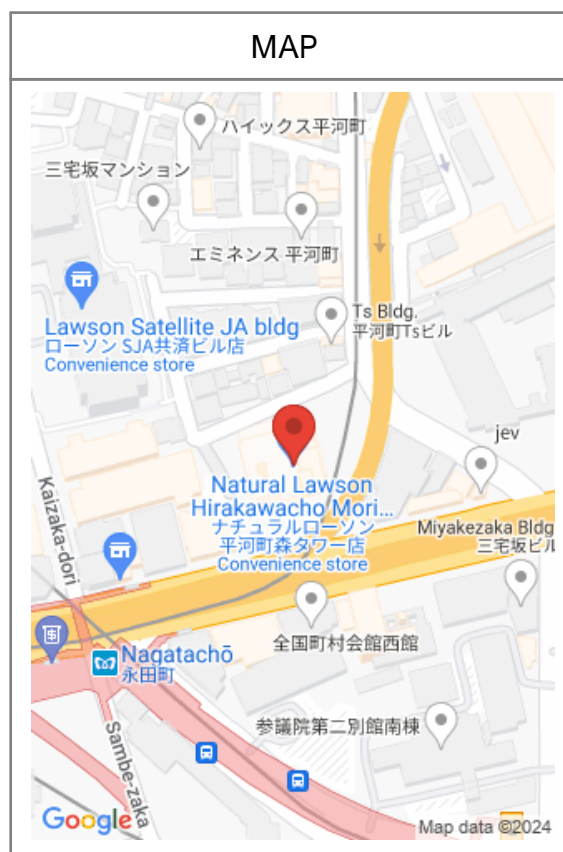 MAP
ハイックス平河町
三宅坂マンション
エミネンス 平河町
Ts Bldg.
平河町Tsビル
Lawson Satellite JA bldg
ローソン SJA共済ビル店
Convenience store
jev
Kaizaka-dori
Natural Lawson
Hirakawacho Mori...
ナチュラルローソン
平河町森タワー店
Convenience store
Miyakezaka Bldg
三宅坂ビル
全国町村会館西館
Nagatachō
永田町
参議院第二別館南棟
Sambe-zaka
Google
Map data ©2024